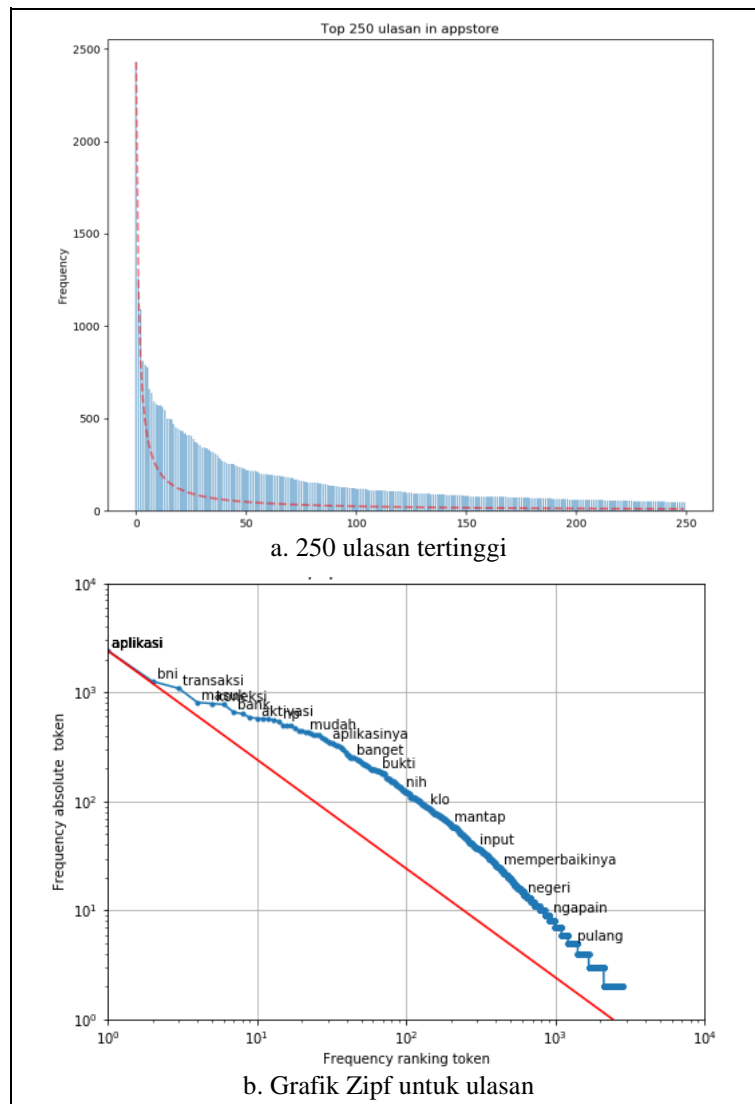 Top 250 ulasan in appstore
2500
2000
1500
1000
500
0
Frequency
0 50 100 150 200 250
a. 250 ulasan tertinggi
10⁴
10³
10²
10¹
10⁰
Frequency absolute token
aplikasi
bni
transaksi
masuk
koneksi
bank
aktivasi
hp
mudah
aplikasinya
banget
bukti
nih
klo
mantap
input
memperbaikinya
negeri
ngapain
pulang
10⁰ 10¹ 10² 10³ 10⁴
Frequency ranking token
b. Grafik Zipf untuk ulasan